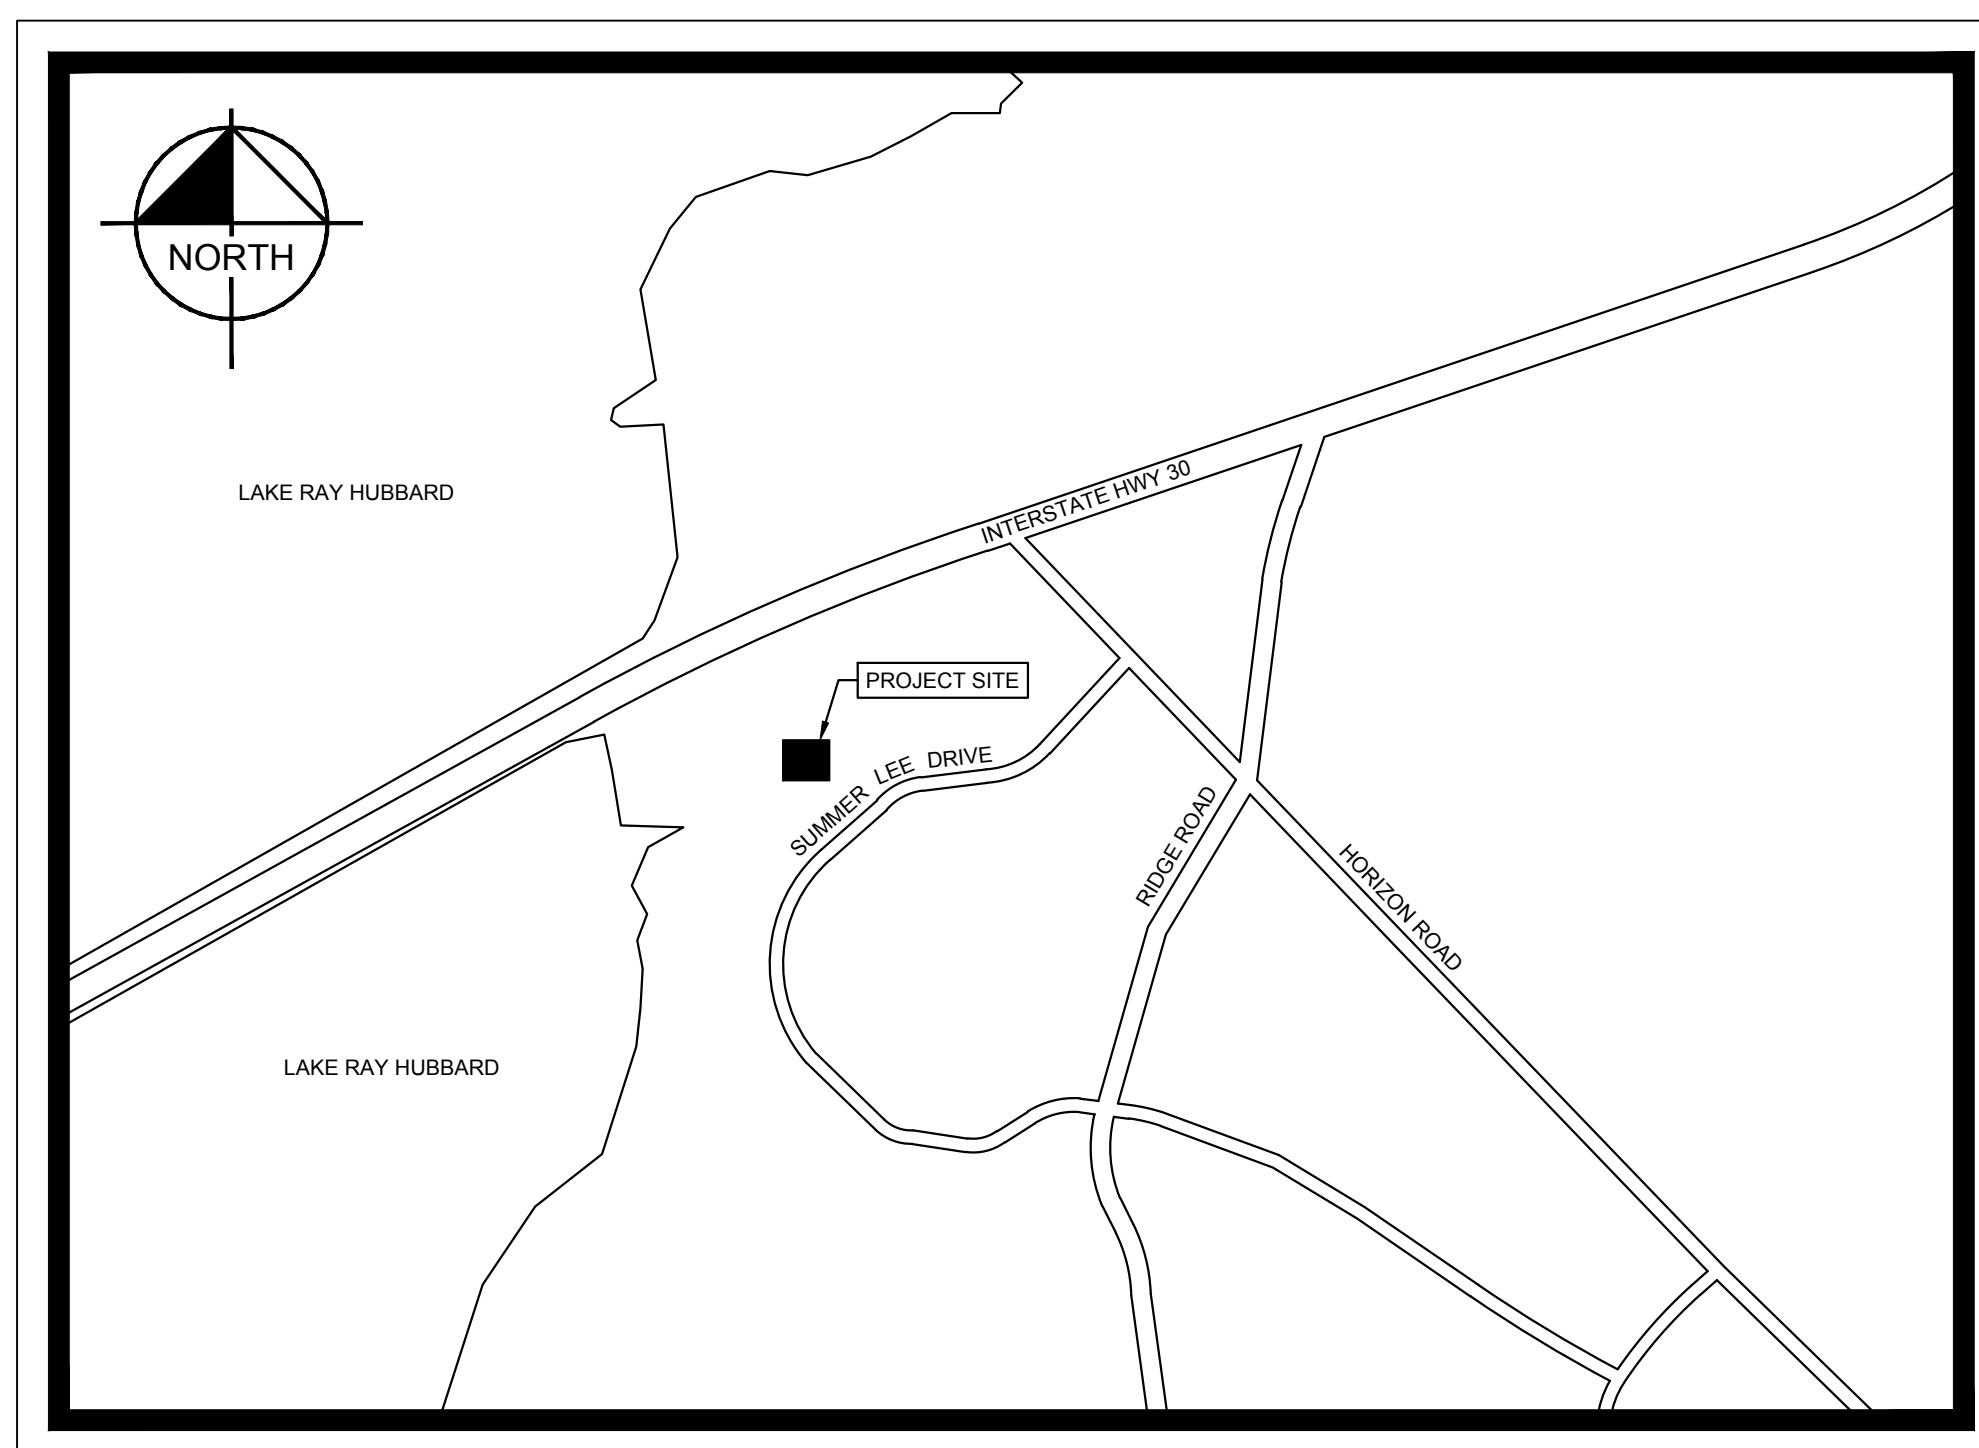 NORTH
LAKE RAY HUBBARD
INTERSTATE HWY 30
PROJECT SITE
SUMMER LEE DRIVE
RIDGE ROAD
HORIZON ROAD
LAKE RAY HUBBARD